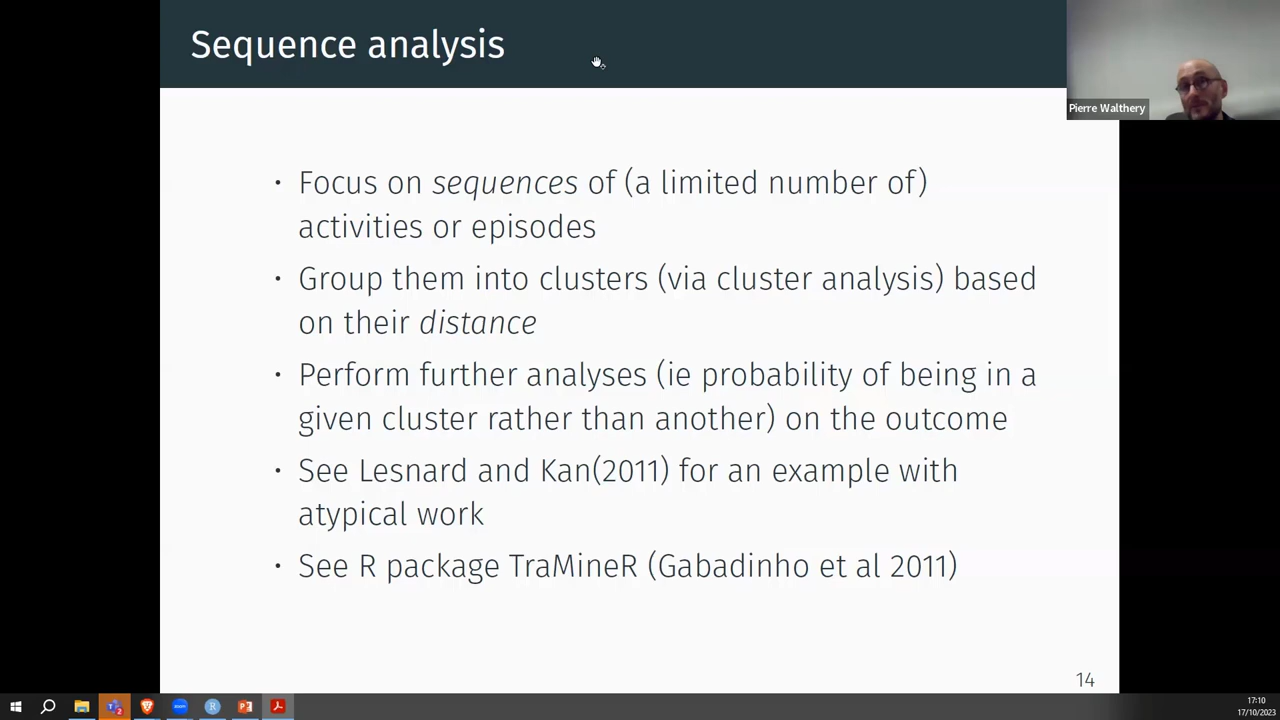 Sequence analysis
Pierre Walthery
• Focus on sequences of (a limited number of)
activities or episodes
• Group them into clusters (via cluster analysis) based
on their distance
• Perform further analyses (ie probability of being in a
given cluster rather than another) on the outcome
• See Lesnard and Kan(2011) for an example with
atypical work
• See R package TraMineR (Gabadinho et al 2011)
14
17:10
17/10/2023